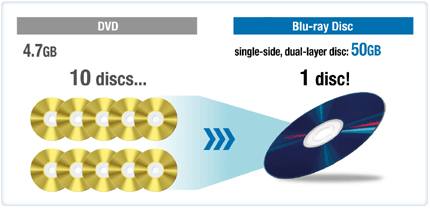 DVD
4.7GB
10 discs...
Blu-ray Disc
single-side, dual-layer disc: 50GB
1 disc!